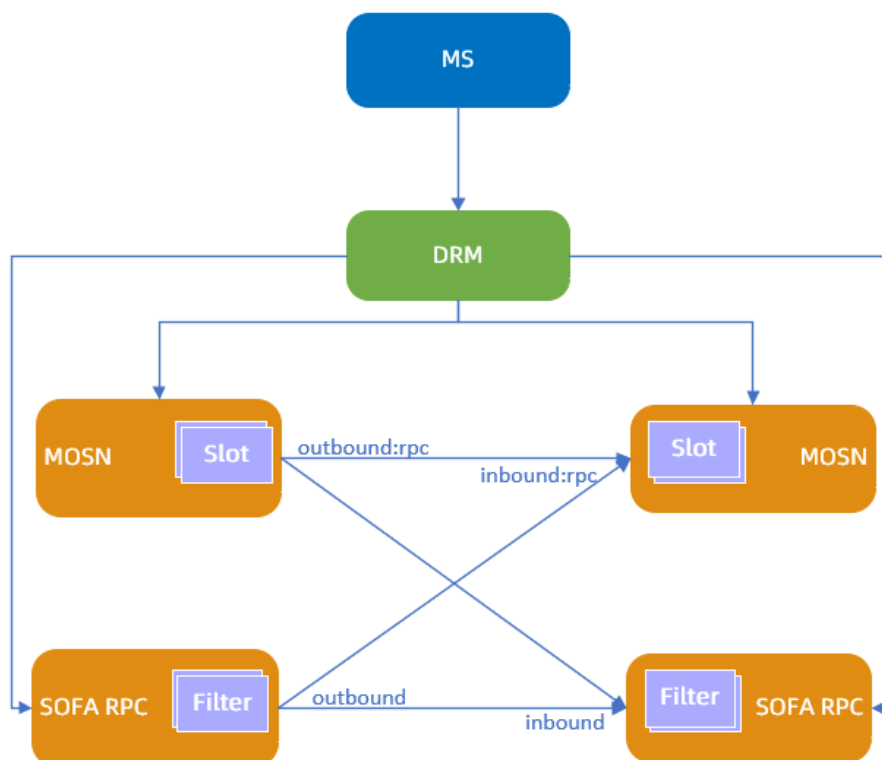 MS
DRM
MOSN
Slot
outbound:rpc
inbound:rpc
Slot
MOSN
SOFA RPC
Filter
outbound
inbound
Filter
SOFA RPC